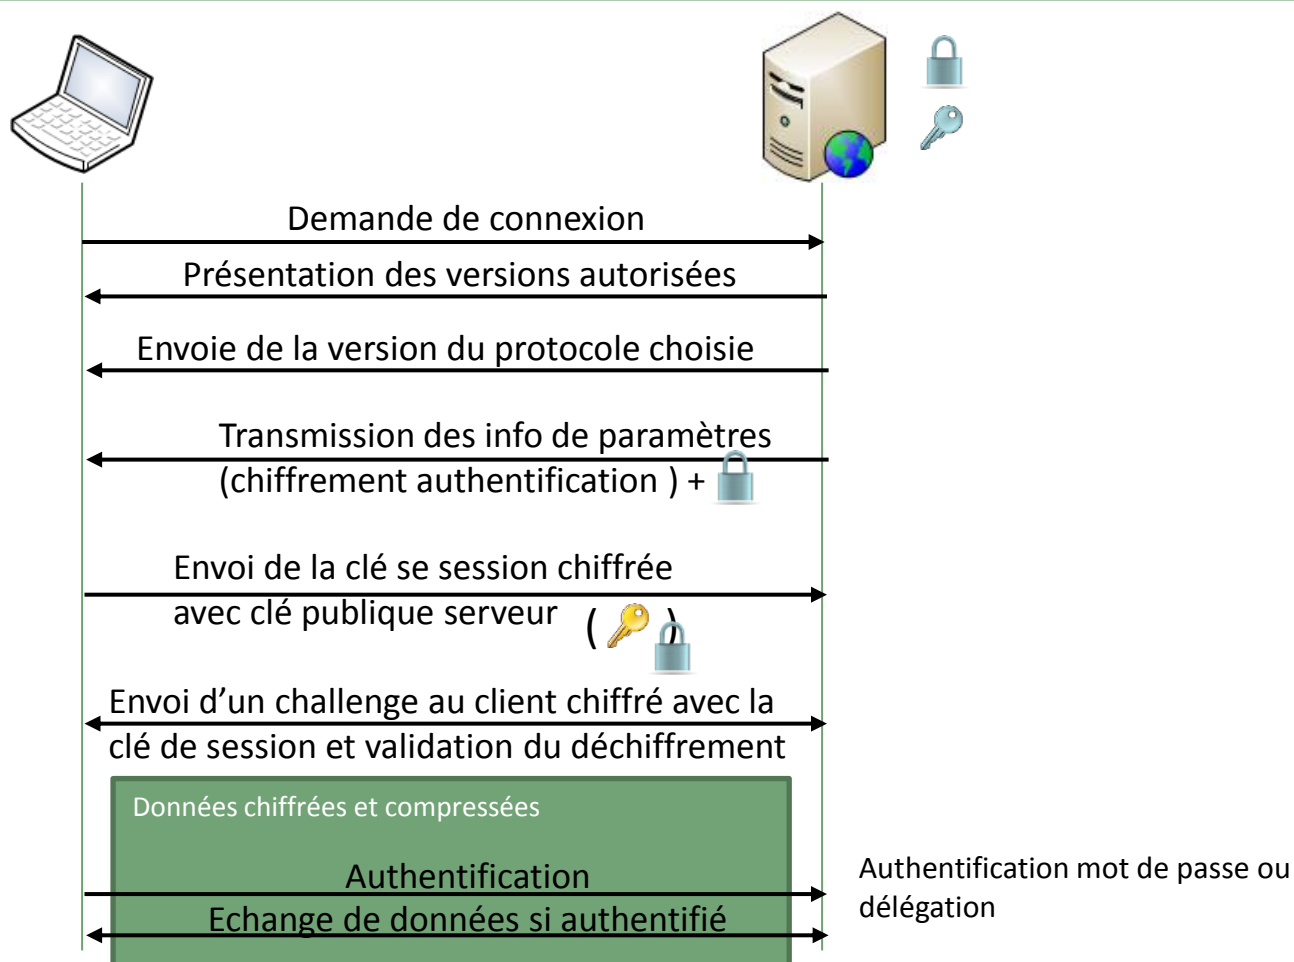 Demande de connexion
Présentation des versions autorisées
Envoie de la version du protocole choisie
Transmission des info de paramètres
(chiffrement authentification ) +
Envoi de la clé se session chiffrée
avec clé publique serveur ( )
Envoi d’un challenge au client chiffré avec la
clé de session et validation du déchiffrement
Données chiffrées et compressées
Authentification
Echange de données si authentifié
Authentification mot de passe ou
délégation